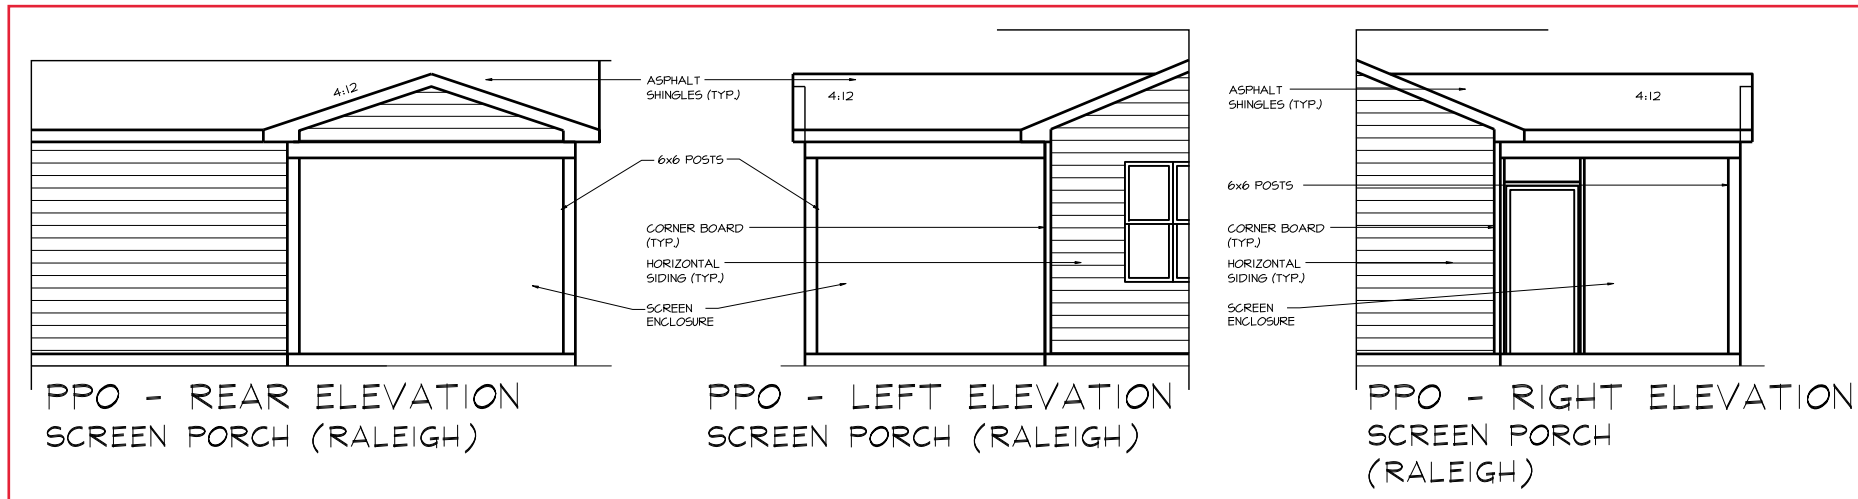 4:12
ASPHALT
SHINGLES (TYP.)
6x6 POSTS
CORNER BOARD
(TYP.)
HORIZONTAL
SIDING (TYP.)
SCREEN
ENCLOSURE
PPO - REAR ELEVATION
SCREEN PORCH (RALEIGH)
4:12
PPO - LEFT ELEVATION
SCREEN PORCH (RALEIGH)
ASPHALT
SHINGLES (TYP.)
4:12
6x6 POSTS
CORNER BOARD
(TYP.)
HORIZONTAL
SIDING (TYP.)
SCREEN
ENCLOSURE
PPO - RIGHT ELEVATION
SCREEN PORCH
(RALEIGH)